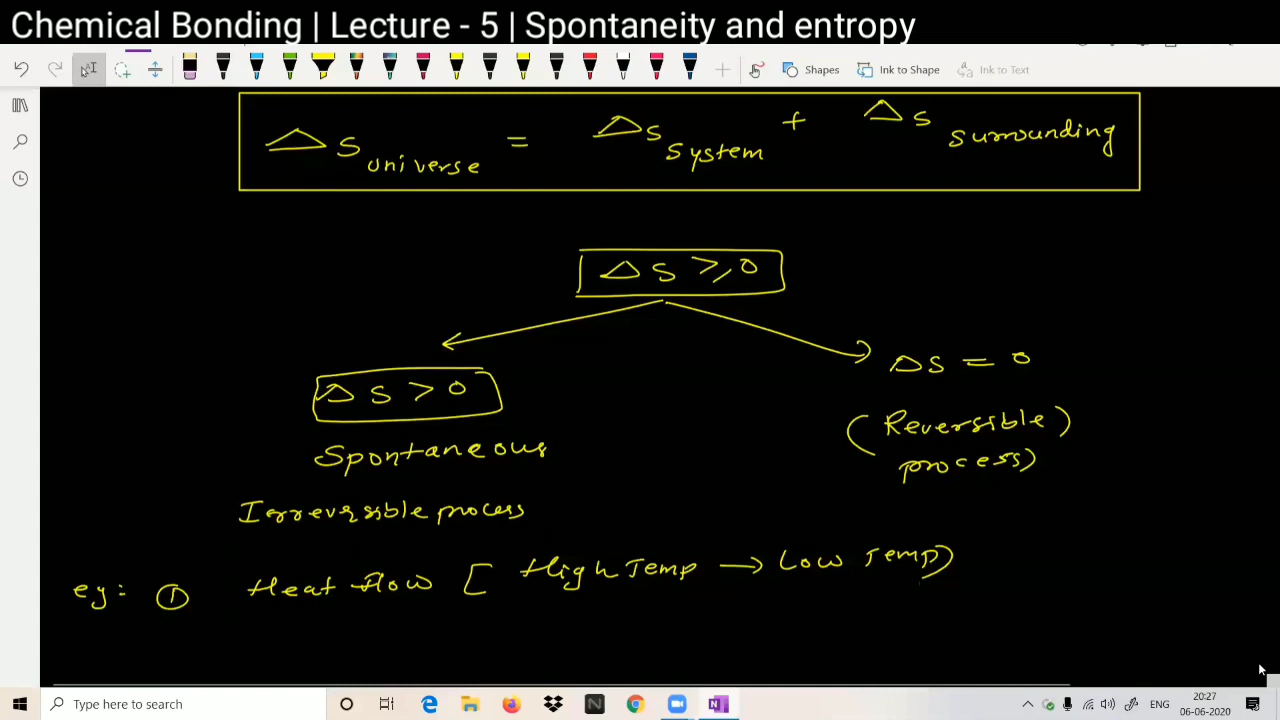 Chemical Bonding | Lecture - 5 | Spontaneity and entropy
Shapes Ink to Shape Ink to Text
ΔS universe = ΔS system + ΔS surrounding
ΔS ≥ 0
ΔS > 0
ΔS = 0
Spontaneous
(Reversible)
process)
Irreversible process
eg: ① Heat flow [ High Temp → Low Temp)
Type here to search
ENG
20:27
06-06-2020